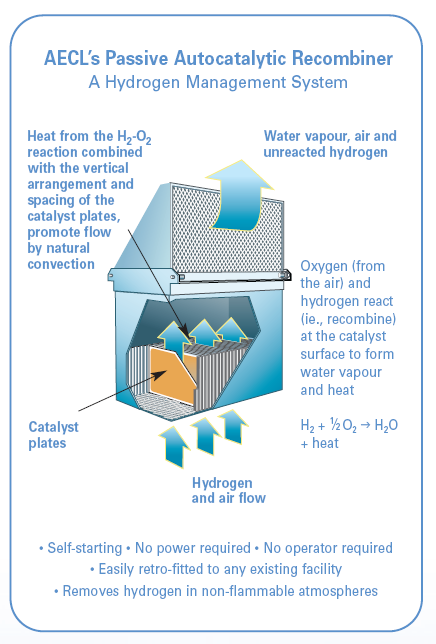 AECL's Passive Autocatalytic Recombiner
A Hydrogen Management System
Heat from the H₂-O₂
reaction combined
with the vertical
arrangement and
spacing of the
catalyst plates,
promote flow
by natural
convection
Water vapour, air and
unreacted hydrogen
Oxygen (from
the air) and
hydrogen react
(ie., recombine)
at the catalyst
surface to form
water vapour
and heat
H₂ + ½ O₂ → H₂O
+ heat
Catalyst
plates
Hydrogen
and air flow
• Self-starting • No power required • No operator required
• Easily retro-fitted to any existing facility
• Removes hydrogen in non-flammable atmospheres